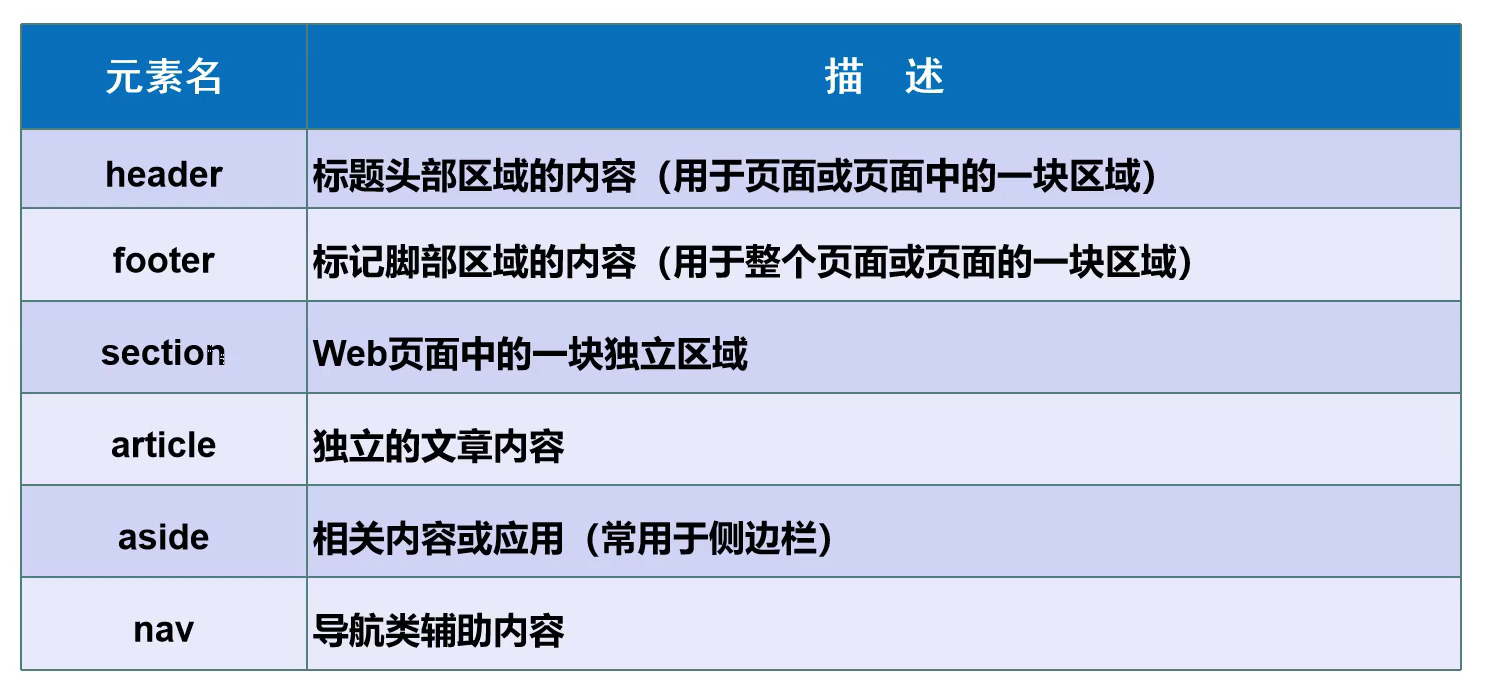 元素名 描 述
header 标题头部区域的内容（用于页面或页面中的一块区域）
footer 标记脚部区域的内容（用于整个页面或页面的一块区域）
section Web页面中的一块独立区域
article 独立的文章内容
aside 相关内容或应用（常用于侧边栏）
nav 导航类辅助内容